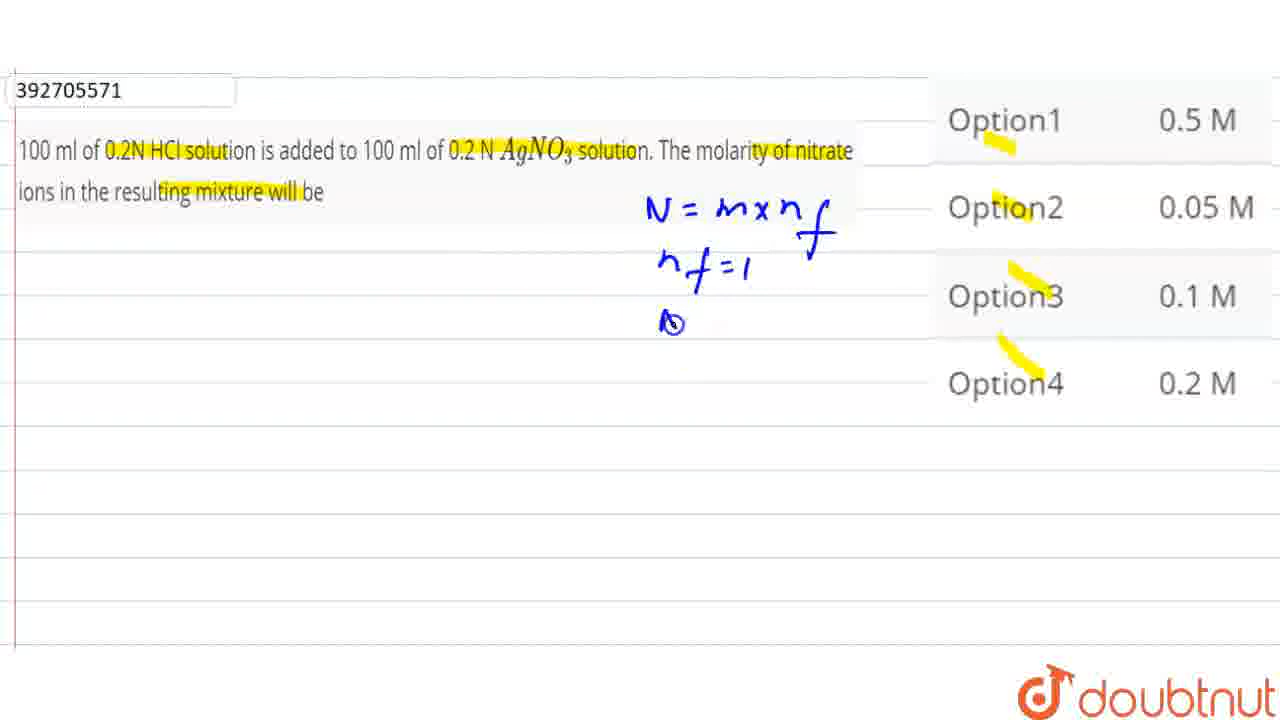 392705571
100 ml of 0.2N HCl solution is added to 100 ml of 0.2 N AgNO₃ solution. The molarity of nitrate
ions in the resulting mixture will be
N = m x n f
n f = 1
Option1 0.5 M
Option2 0.05 M
Option3 0.1 M
Option4 0.2 M
doubtnut